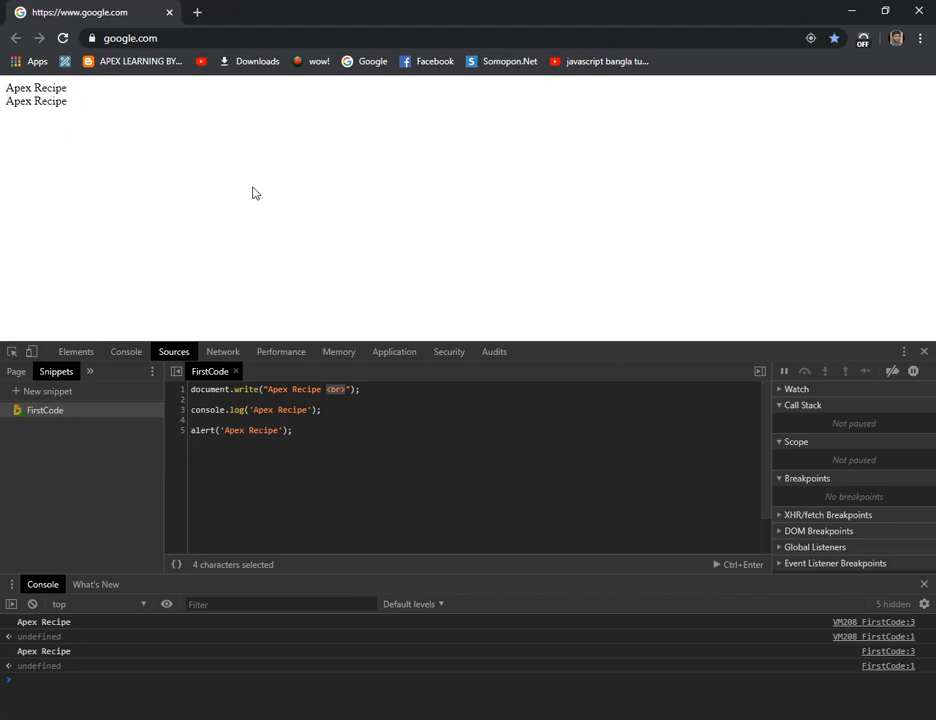 https://www.google.com
google.com
OFF
Apps
APEX LEARNING BY...
Downloads
wow!
Google
Facebook
Somopon.Net
javascript bangla tu...
Apex Recipe
Apex Recipe
Elements
Console
Sources
Network
Performance
Memory
Application
Security
Audits
Page
Snippets
»
FirstCode
+ New snippet
FirstCode
1 document.write("Apex Recipe <br>");
2
3 console.log('Apex Recipe');
4
5 alert('Apex Recipe');
Watch
Call Stack
Not paused
Scope
Not paused
Breakpoints
No breakpoints
XHR/fetch Breakpoints
DOM Breakpoints
Global Listeners
Event Listener Breakpoints
{} 4 characters selected
Ctrl+Enter
Console
What's New
top
Filter
Default levels
5 hidden
Apex Recipe VM208 FirstCode:3
undefined VM208 FirstCode:1
Apex Recipe FirstCode:3
undefined FirstCode:1
>